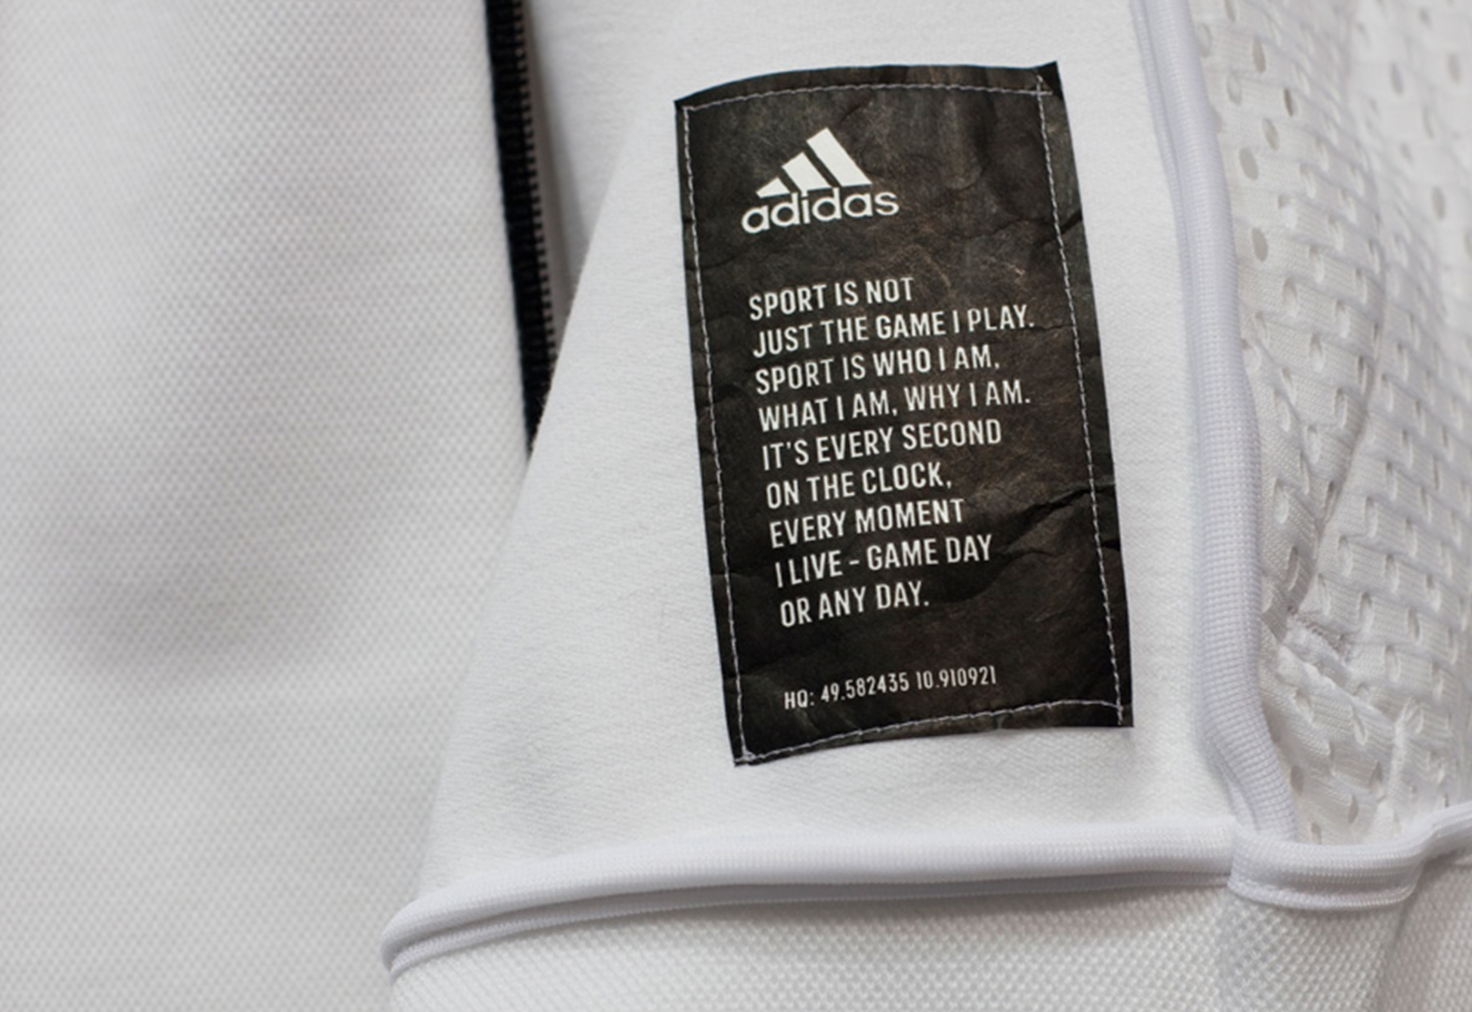 adidas
SPORT IS NOT
JUST THE GAME I PLAY.
SPORT IS WHO I AM,
WHAT I AM, WHY I AM.
IT'S EVERY SECOND
ON THE CLOCK,
EVERY MOMENT
I LIVE - GAME DAY
OR ANY DAY.
HQ: 49.582435 10.910921